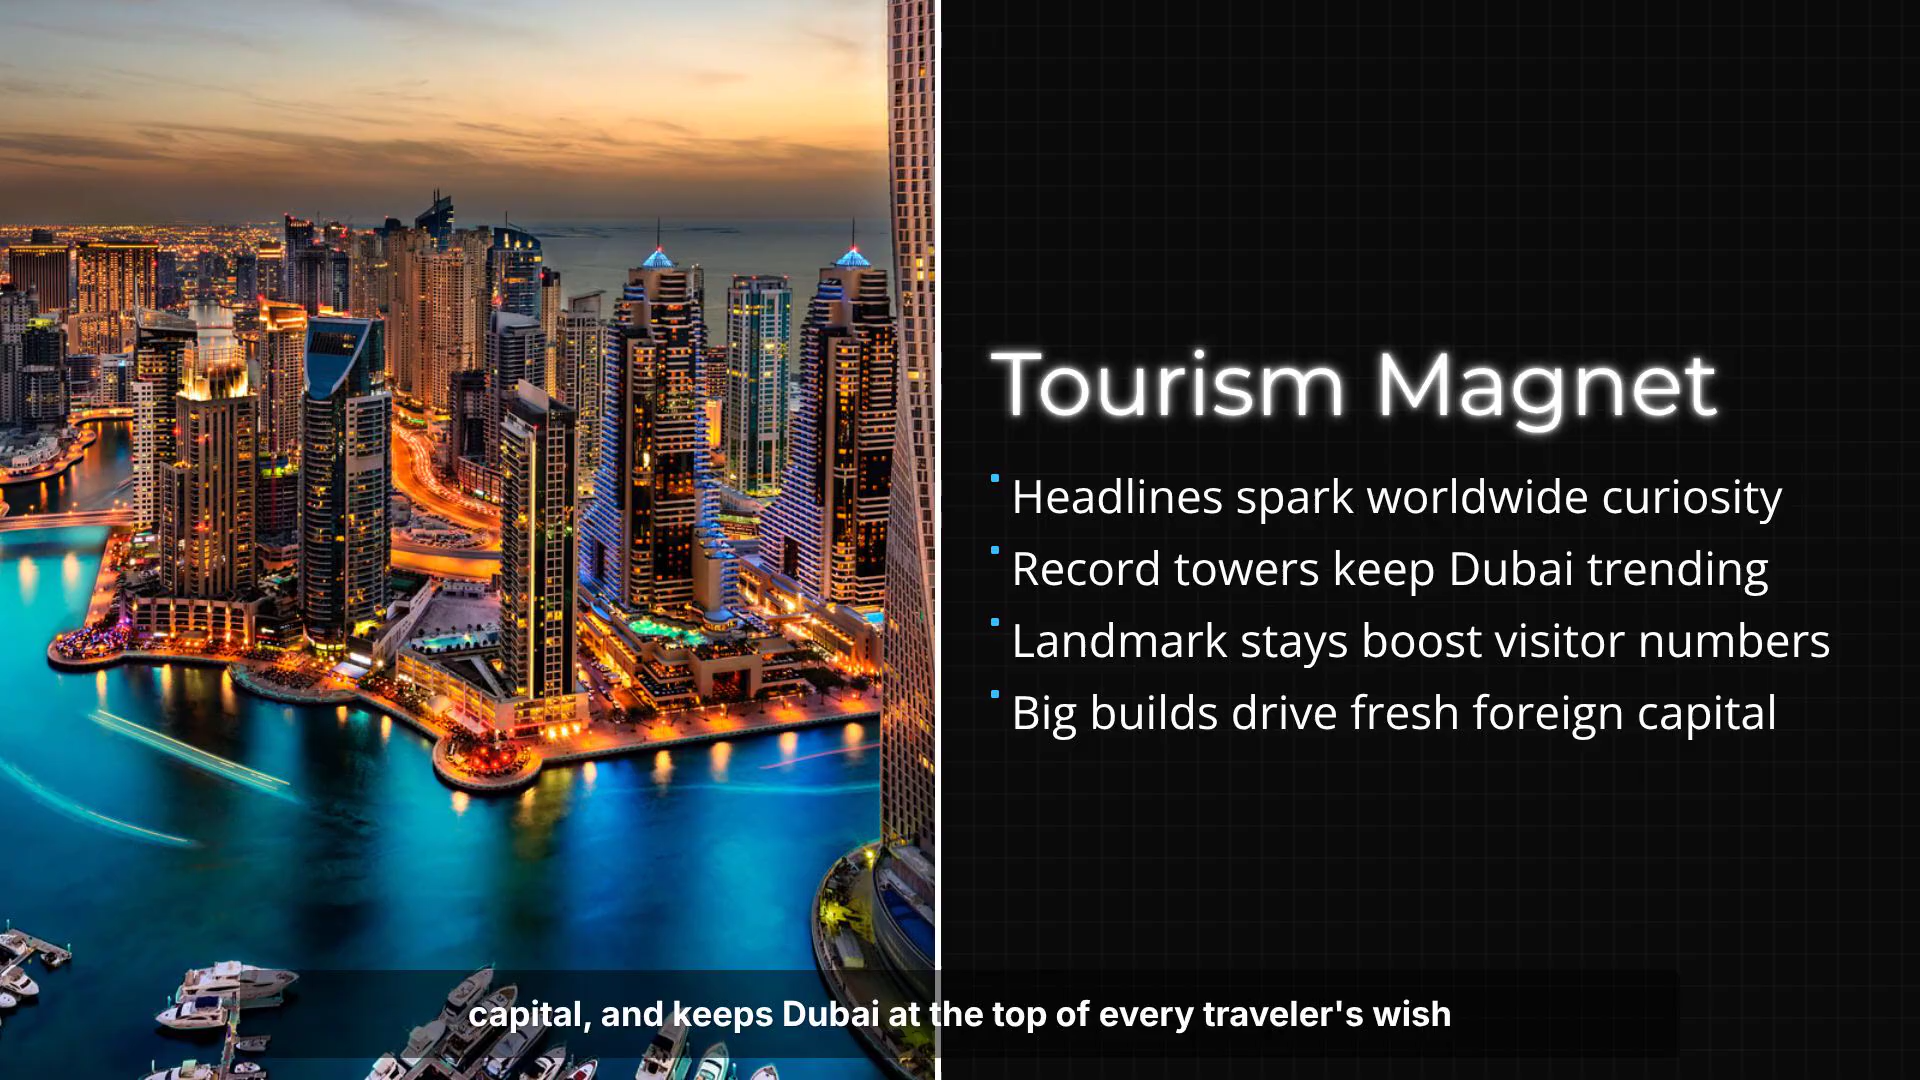 Tourism Magnet
Headlines spark worldwide curiosity
Record towers keep Dubai trending
Landmark stays boost visitor numbers
Big builds drive fresh foreign capital
capital, and keeps Dubai at the top of every traveler's wish